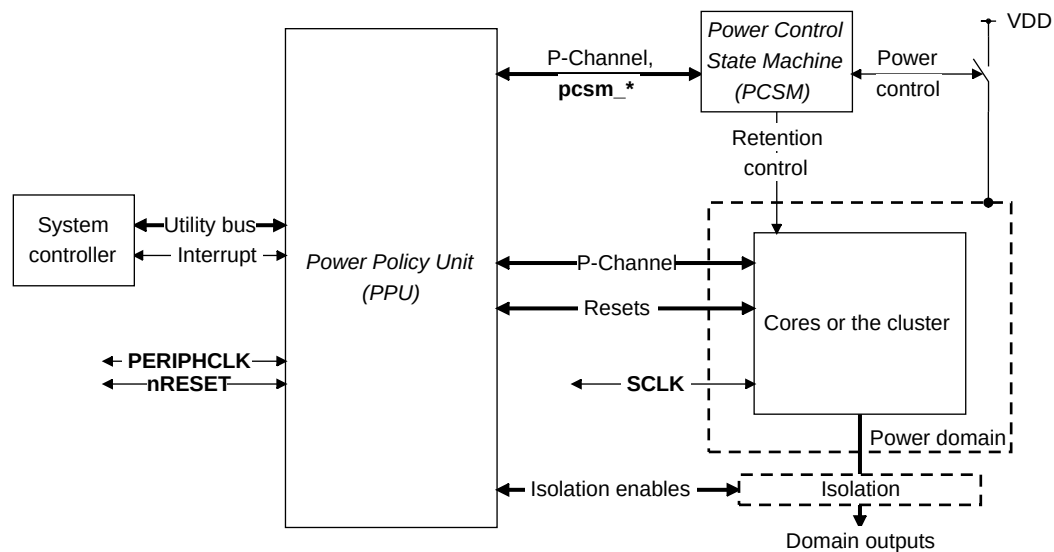 VDD
Power Control
State Machine
(PCSM)
P-Channel,
pcsm_*
Power
control
Retention
control
System
controller
Utility bus
Interrupt
Power Policy Unit
(PPU)
P-Channel
Resets
Cores or the cluster
PERIPHCLK
nRESET
SCLK
Power domain
Isolation enables
Isolation
Domain outputs